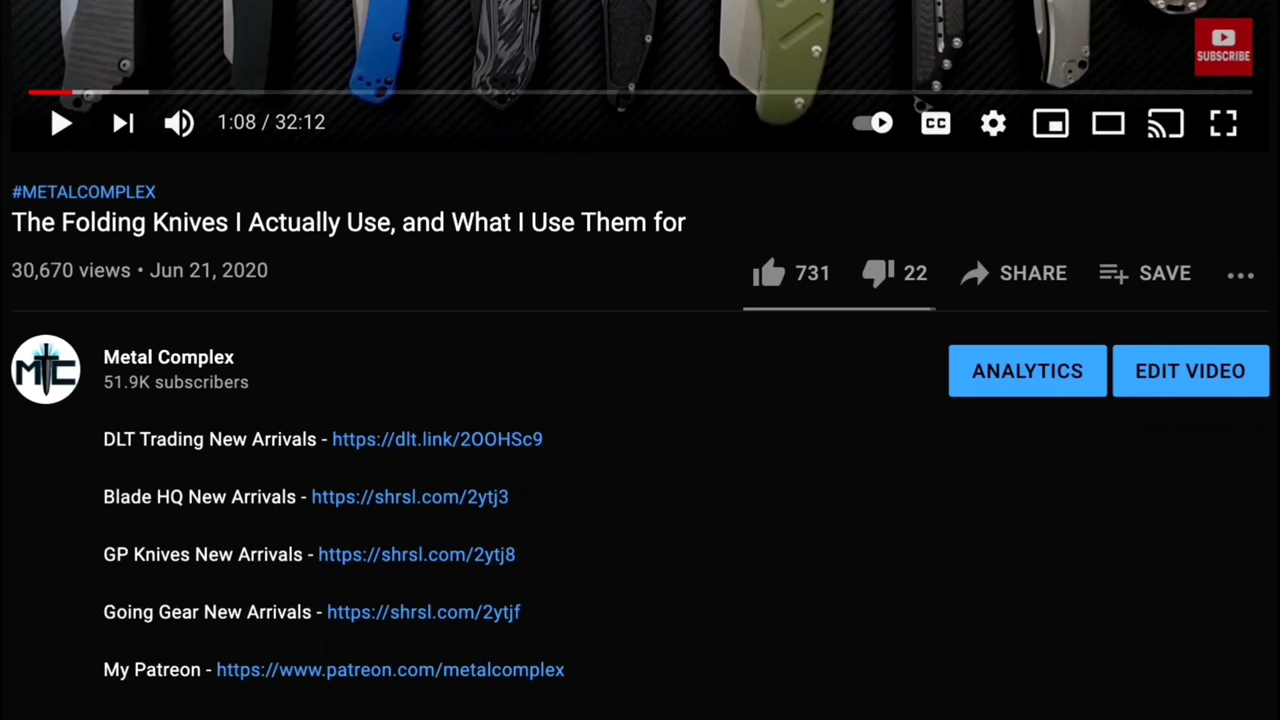 SUBSCRIBE
1:08 / 32:12
CC
#METALCOMPLEX
The Folding Knives I Actually Use, and What I Use Them for
30,670 views • Jun 21, 2020
731
22
SHARE
SAVE
MTC
Metal Complex
51.9K subscribers
ANALYTICS
EDIT VIDEO
DLT Trading New Arrivals - https://dlt.link/2OOHSc9
Blade HQ New Arrivals - https://shrsl.com/2ytj3
GP Knives New Arrivals - https://shrsl.com/2ytj8
Going Gear New Arrivals - https://shrsl.com/2ytjf
My Patreon - https://www.patreon.com/metalcomplex